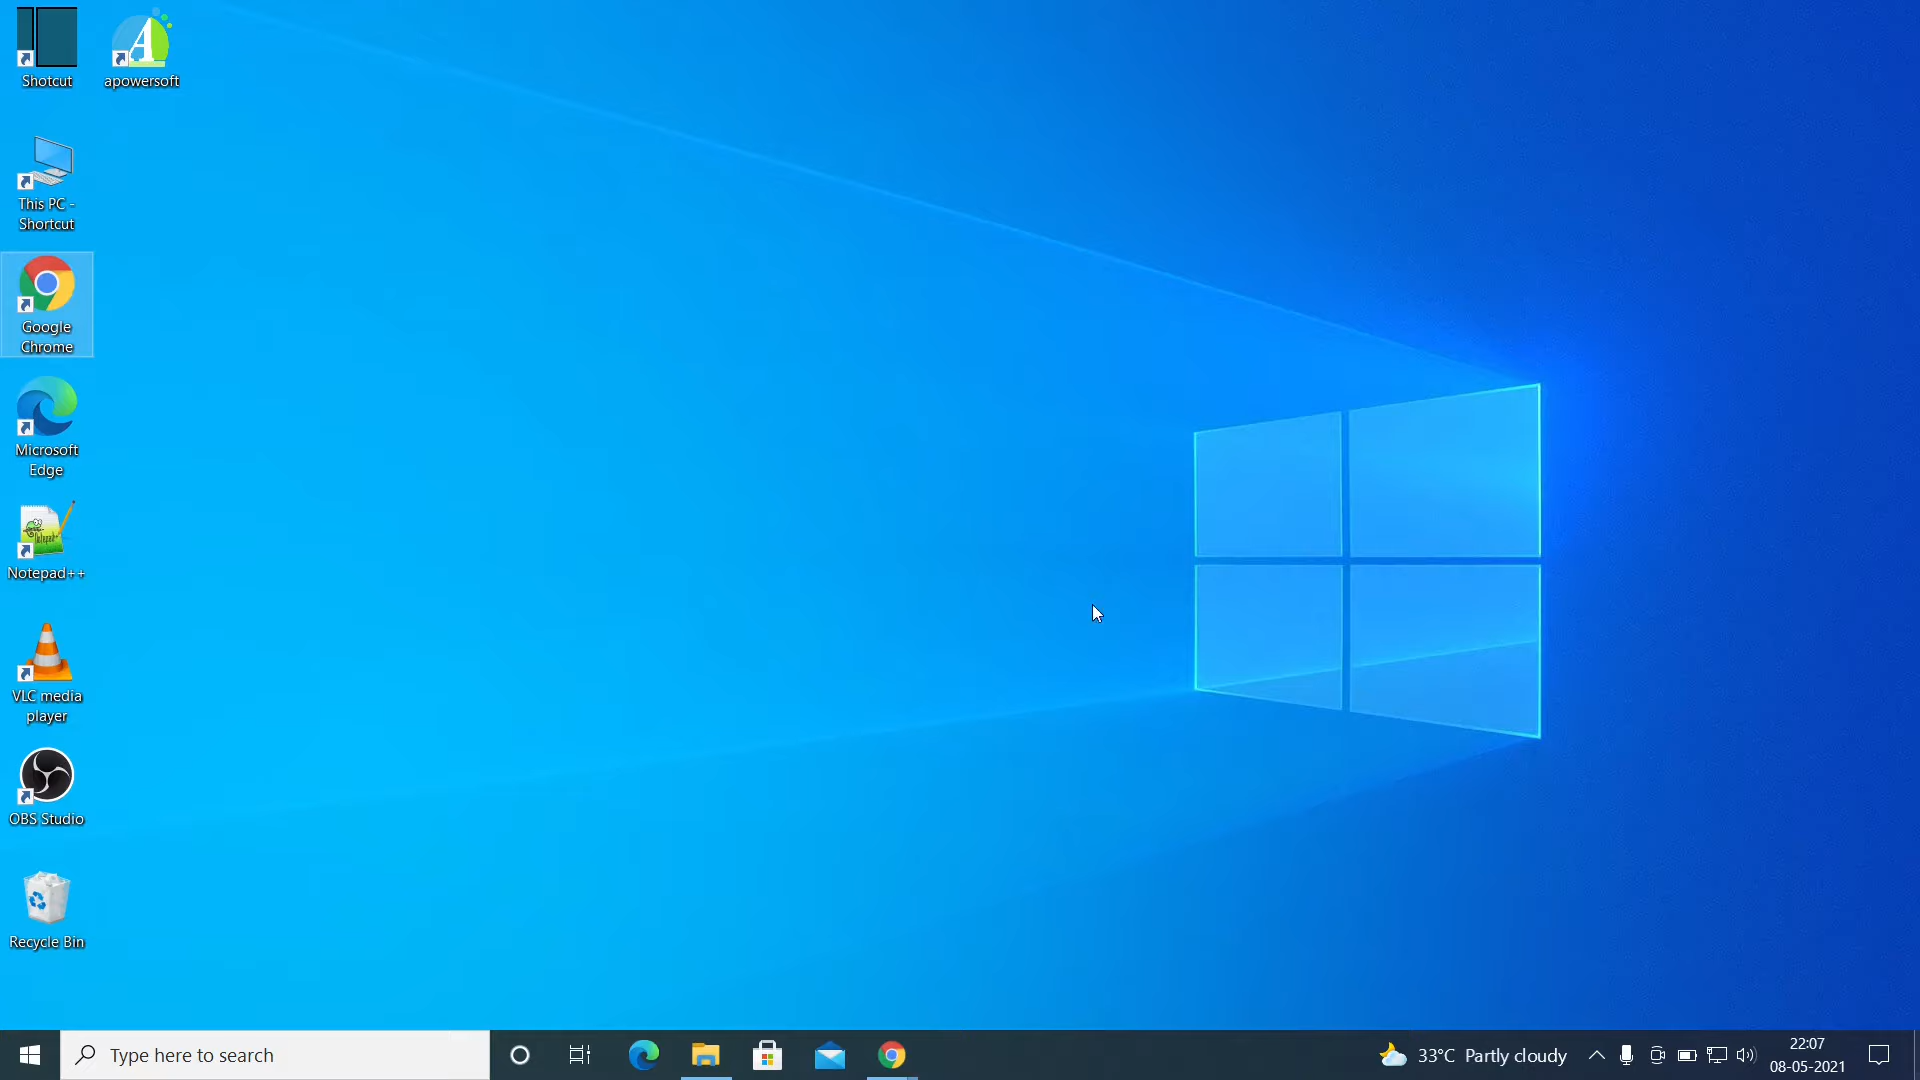 Shotcut
apowersoft
This PC -
Shortcut
Google
Chrome
Microsoft
Edge
Notepad++
VLC media
player
OBS Studio
Recycle Bin
Type here to search
33°C Partly cloudy
22:07
08-05-2021